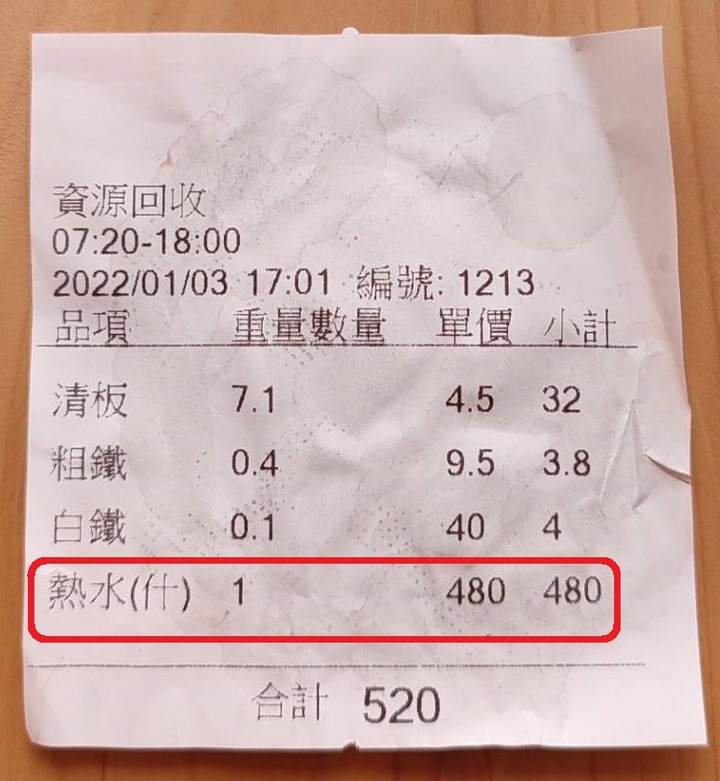 資源回收
07:20-18:00
2022/01/03 17:01 編號: 1213
品項 重量數量 單價 小計
清板 7.1 4.5 32
粗鐵 0.4 9.5 3.8
白鐵 0.1 40 4
熱水(什) 1 480 480
合計 520